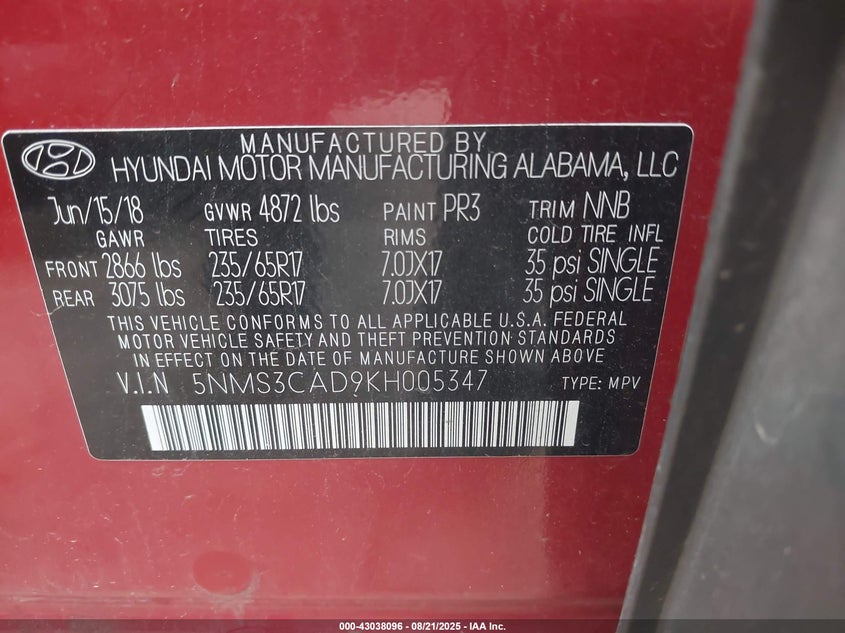 MANUFACTURED BY
HYUNDAI MOTOR MANUFACTURING ALABAMA, LLC
Jun/15/18 GVWR 4872 lbs PAINT PR3 TRIM NNB
GAWR TIRES RIMS COLD TIRE INFL
FRONT 2866 lbs 235/65R17 7.0JX17 35 psi SINGLE
REAR 3075 lbs 235/65R17 7.0JX17 35 psi SINGLE
THIS VEHICLE CONFORMS TO ALL APPLICABLE U.S.A. FEDERAL
MOTOR VEHICLE SAFETY AND THEFT PREVENTION STANDARDS
IN EFFECT ON THE DATE OF MANUFACTURE SHOWN ABOVE
V.I.N 5NMS3CAD9KH005347 TYPE: MPV
000-43038096 - 08/21/2025 - IAA Inc.